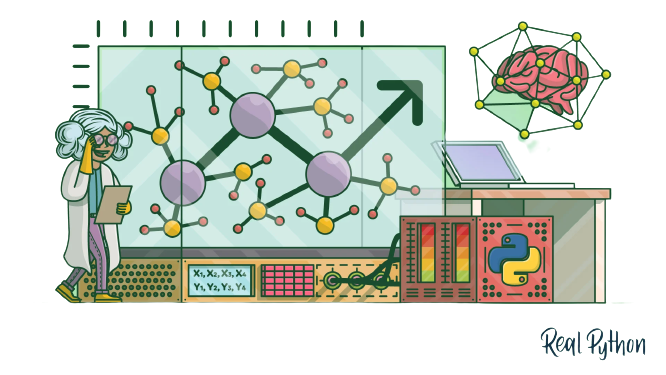 X₁, X₂, X₃, X₄
Y₁, Y₂, Y₃, Y₄
Real Python